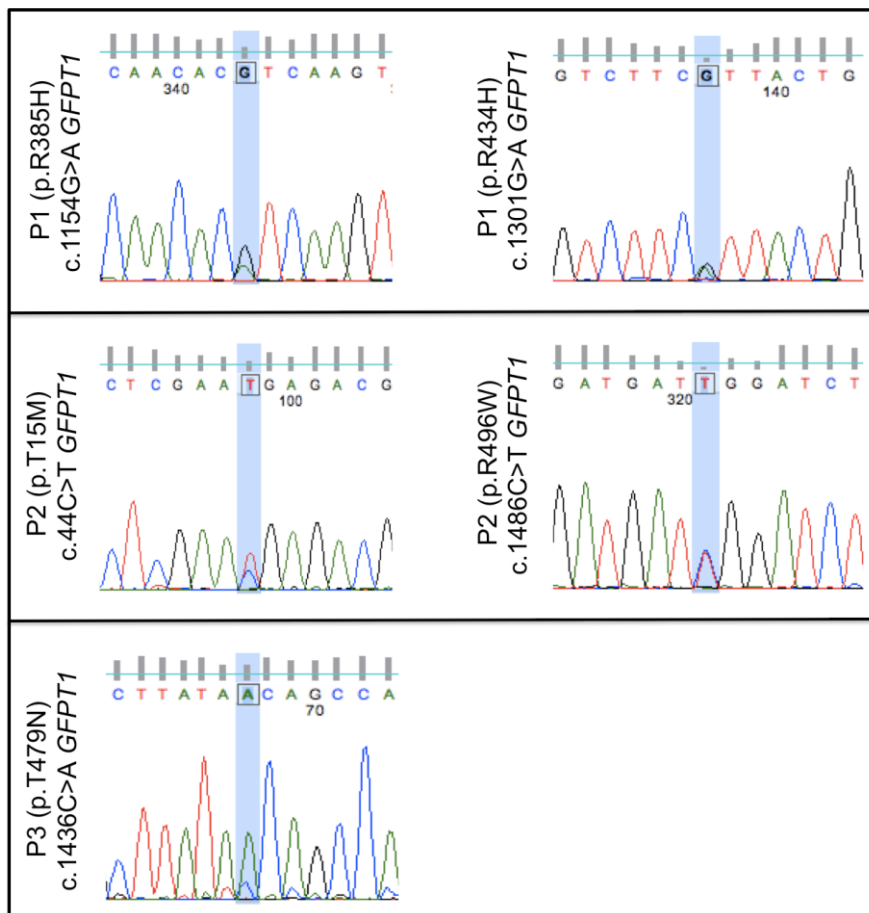 P1 (p.R385H)
c.1154G>A GFPT1
C A A C A C G T C A A G T
340
P1 (p.R434H)
c.1301G>A GFPT1
G T C T T C G T T A C T G
140
P2 (p.T15M)
c.44C>T GFPT1
C T C G A A T G A G A C G
100
P2 (p.R496W)
c.1486C>T GFPT1
G A T G A T T G G A T C T
320
P3 (p.T479N)
c.1436C>A GFPT1
C T T A T A A C A G C C A
70